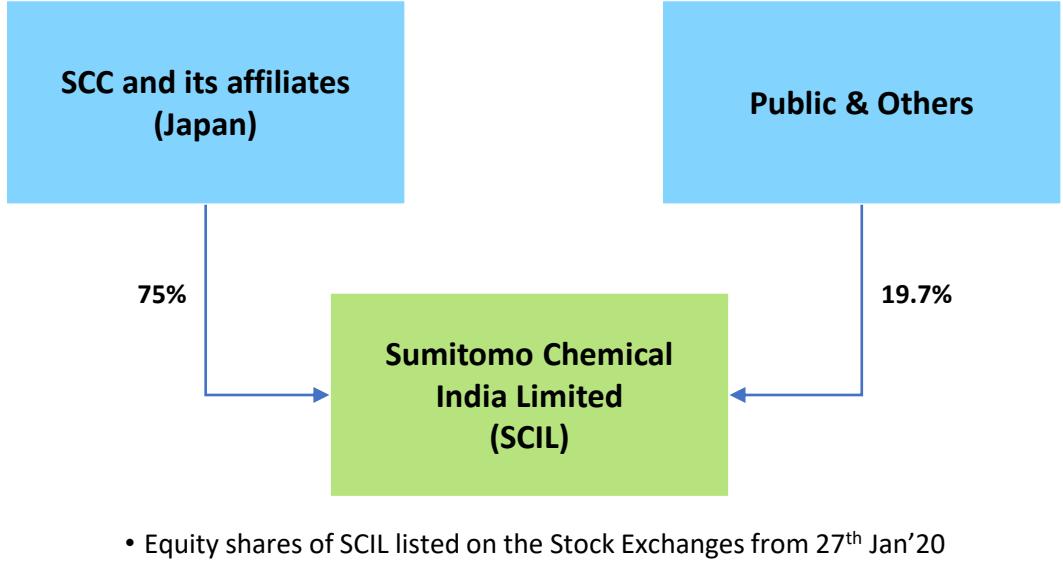 SCC and its affiliates
(Japan)
Public & Others
75%
19.7%
Sumitomo Chemical
India Limited
(SCIL)
• Equity shares of SCIL listed on the Stock Exchanges from 27th Jan'20